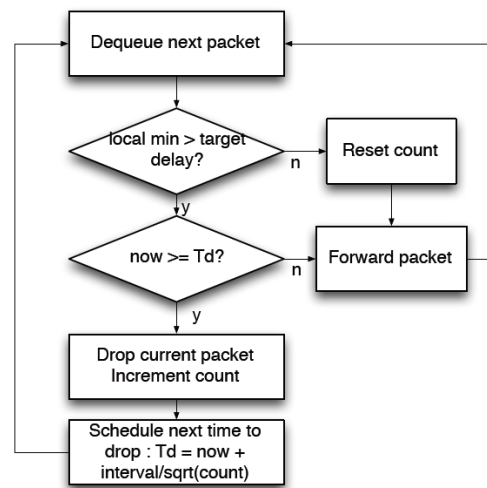 Dequeue next packet
local min > target
delay?
n
Reset count
y
now >= Td?
n
Forward packet
y
Drop current packet
Increment count
Schedule next time to
drop : Td = now +
interval/sqrt(count)